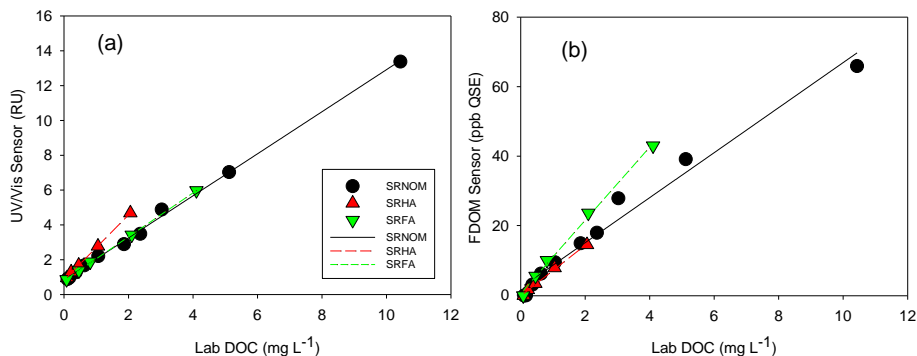 (a)
UV/Vis Sensor (RU)
16
14
12
10
8
6
4
2
0
0 2 4 6 8 10 12
Lab DOC (mg L-1)
SRNOM
SRHA
SRFA
SRNOM
SRHA
SRFA
(b)
FDOM Sensor (ppb QSE)
80
60
40
20
0
0 2 4 6 8 10 12
Lab DOC (mg L-1)